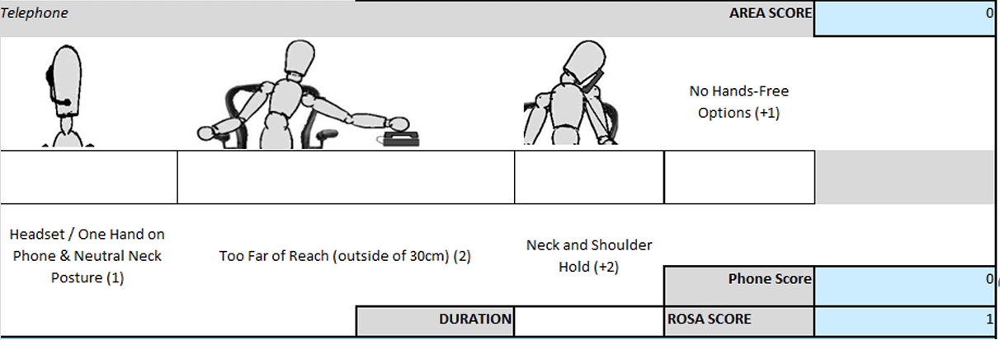 Telephone
AREA SCORE
0
No Hands-Free
Options (+1)
Headset / One Hand on
Phone & Neutral Neck
Posture (1)
Too Far of Reach (outside of 30cm) (2)
Neck and Shoulder
Hold (+2)
Phone Score
0
DURATION
ROSA SCORE
1